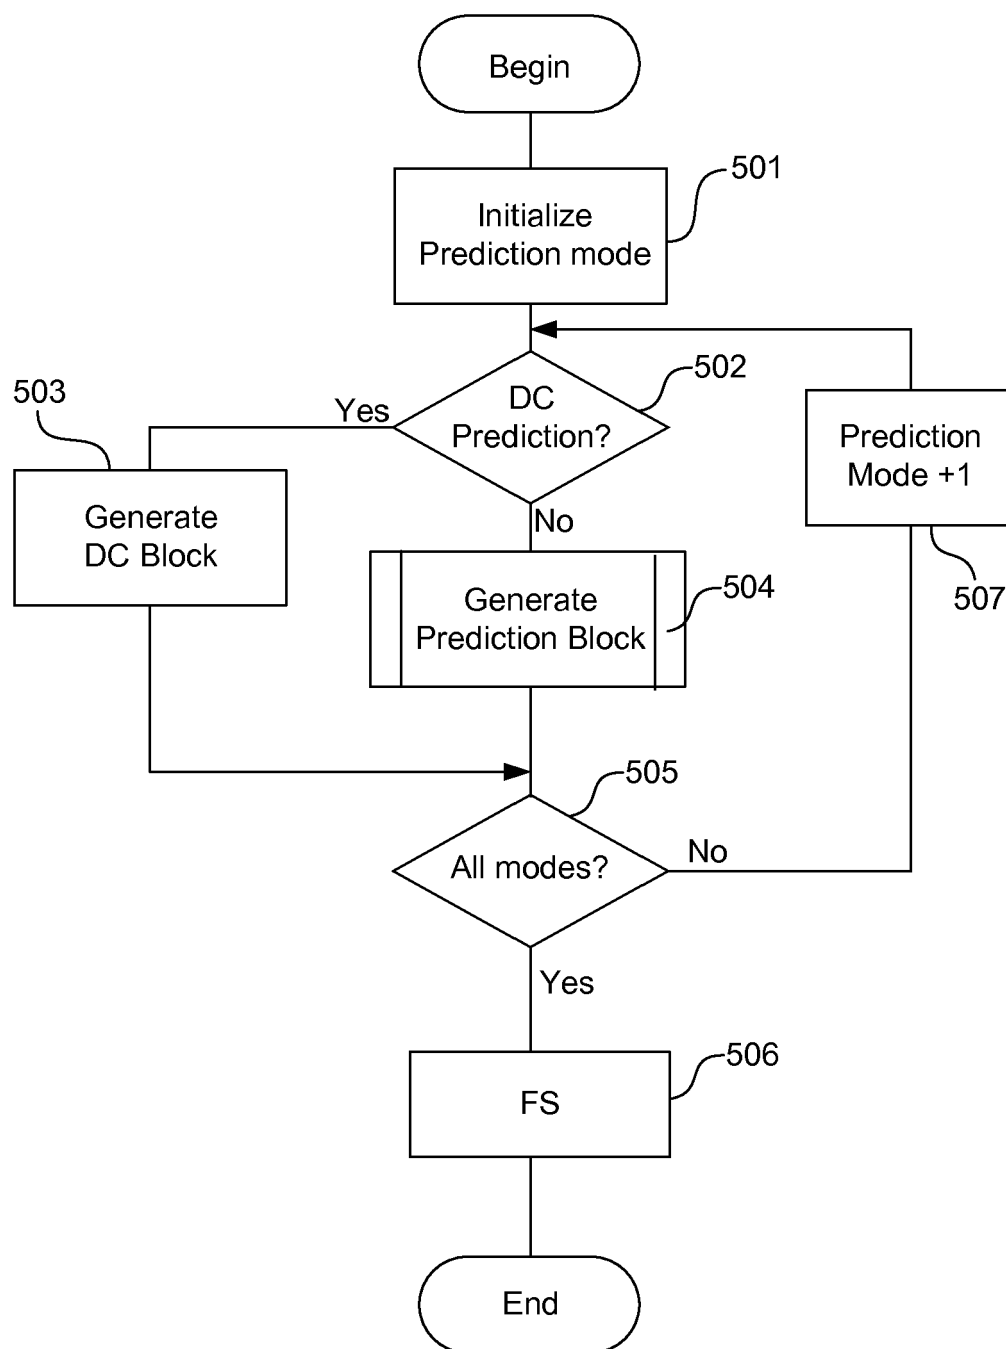 Begin
501
Initialize
Prediction mode
502
503
Yes
DC
Prediction?
Prediction
Mode +1
Generate
DC Block
No
507
504
Generate
Prediction Block
505
All modes?
No
Yes
506
FS
End